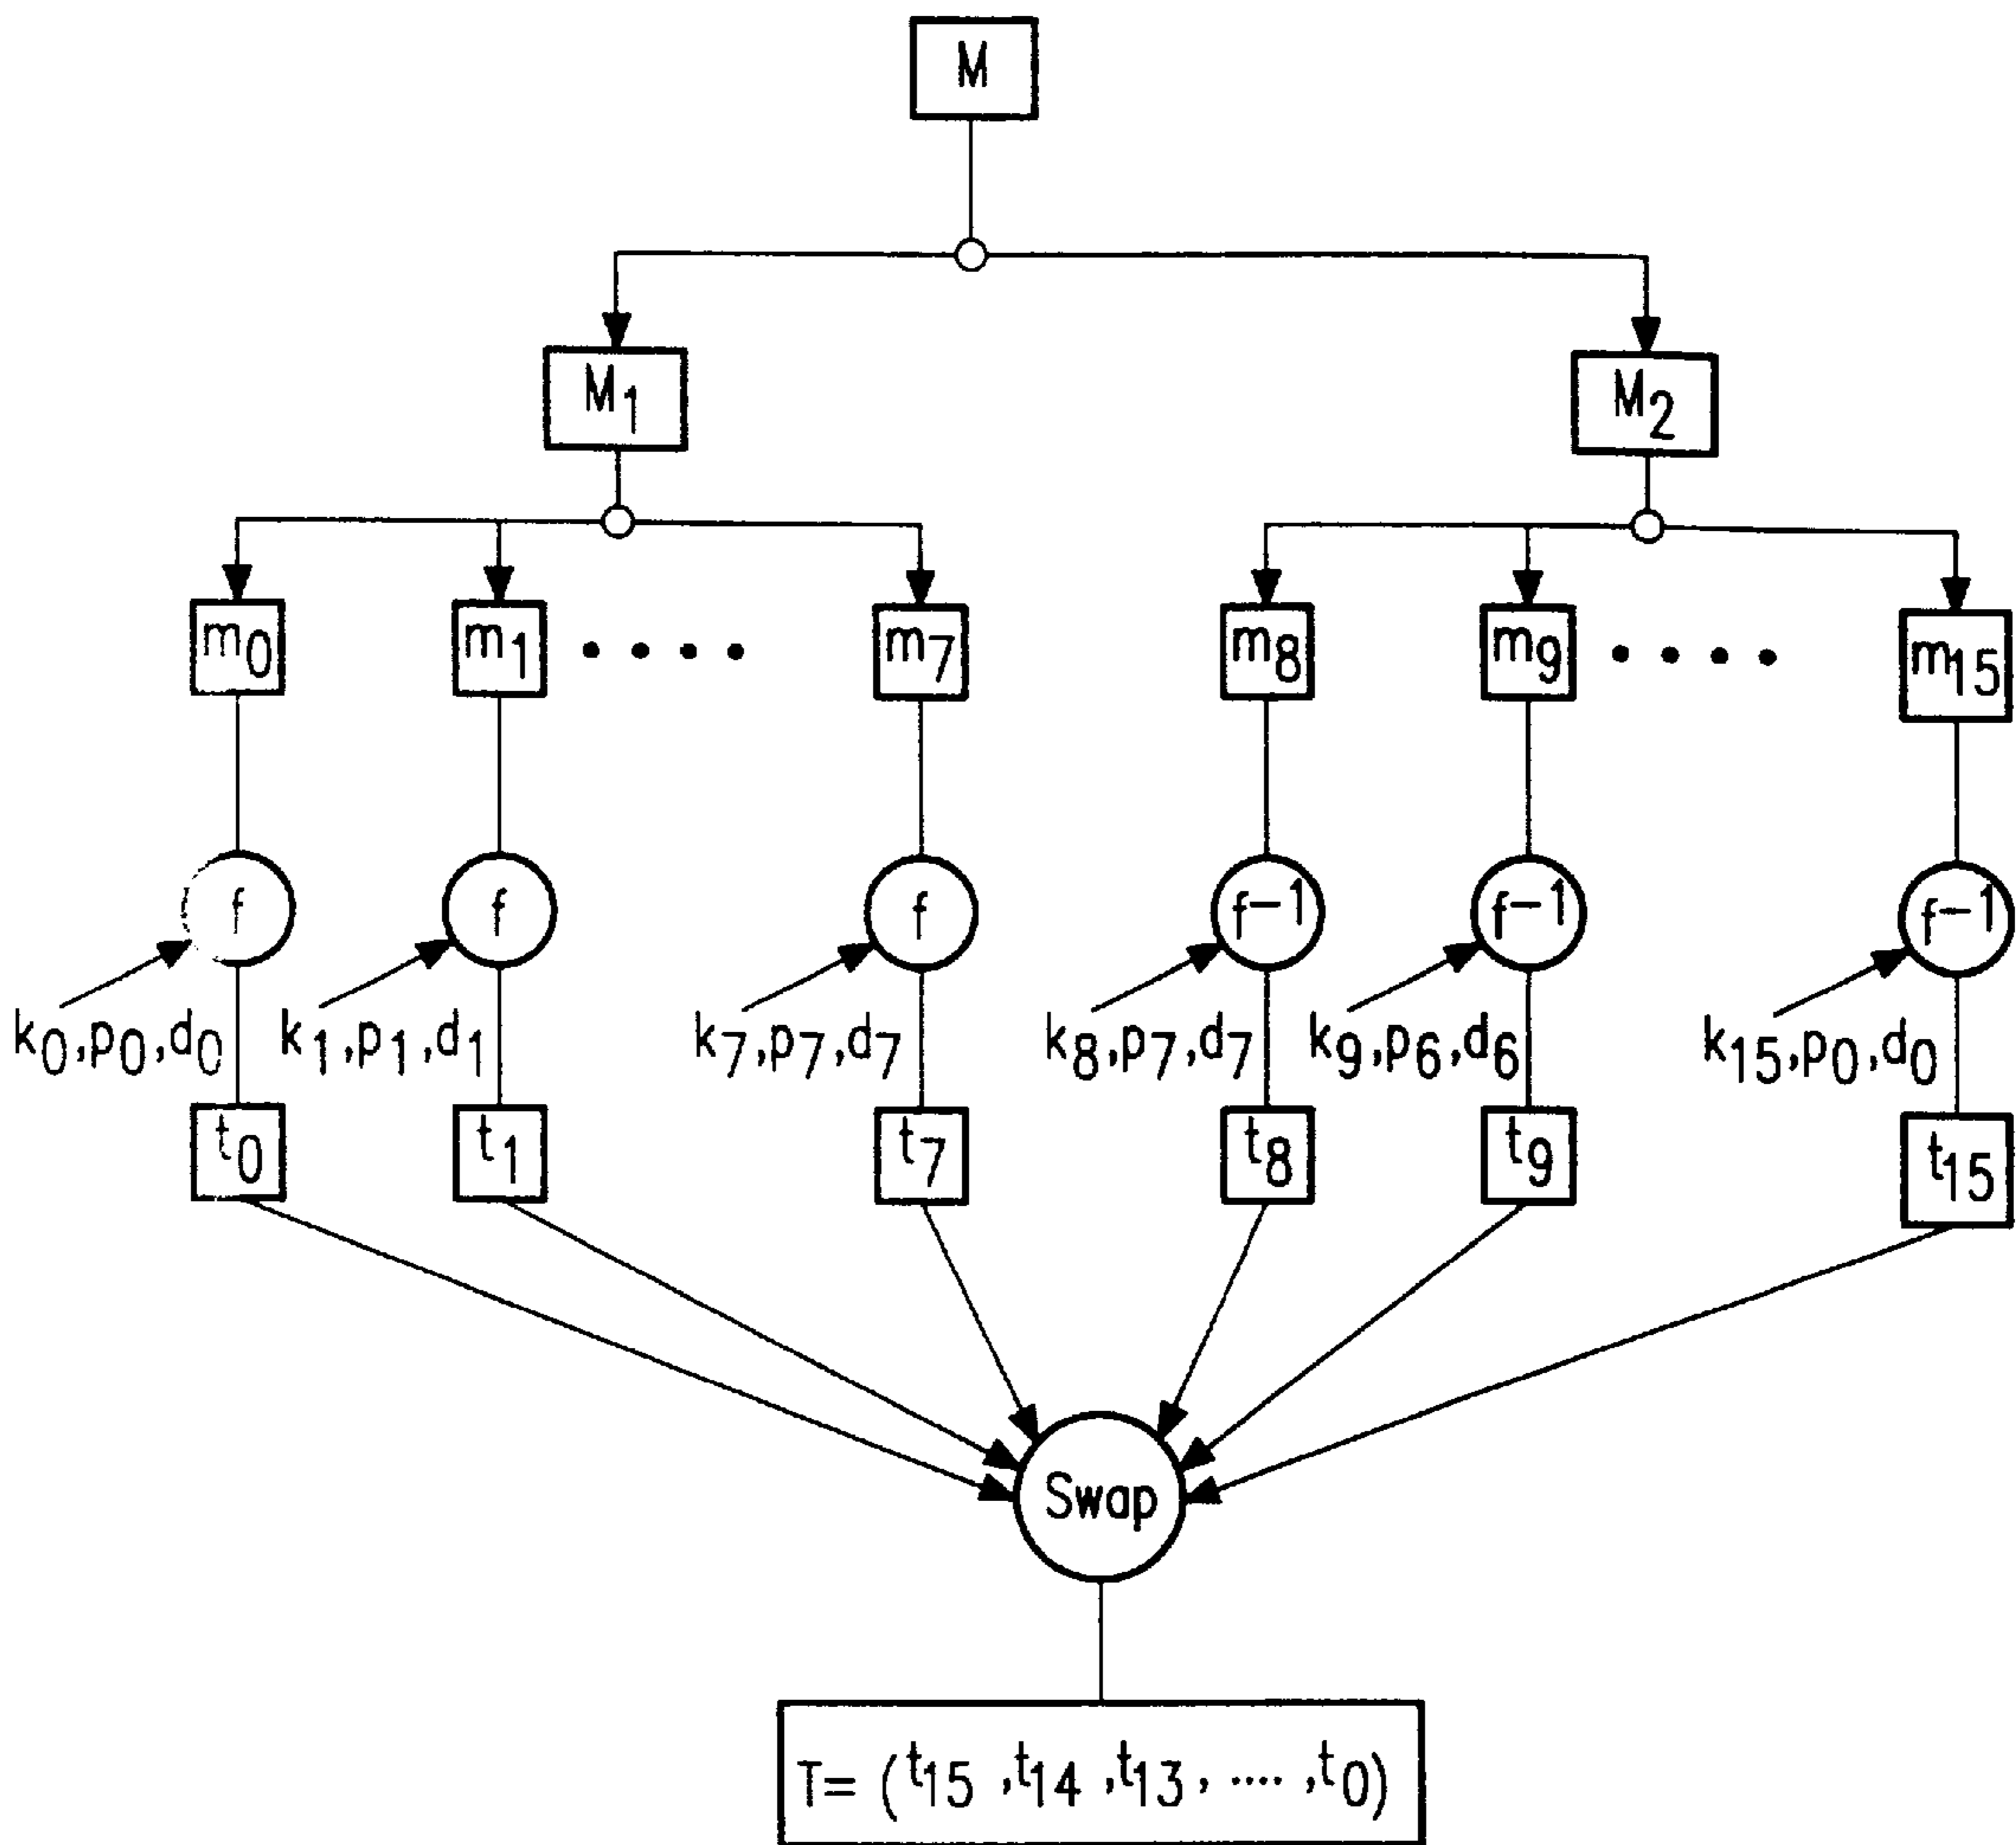 M
M1 M2
m0 m1 • • • • m7 m8 m9 • • • • m15
f f f f-1 f-1 f-1
k0,p0,d0 k1,p1,d1 k7,p7,d7 k8,p7,d7 k9,p6,d6 k15,p0,d0
t0 t1 t7 t8 t9 t15
Swap
T= (t15 ,t14 ,t13, .... ,t0)